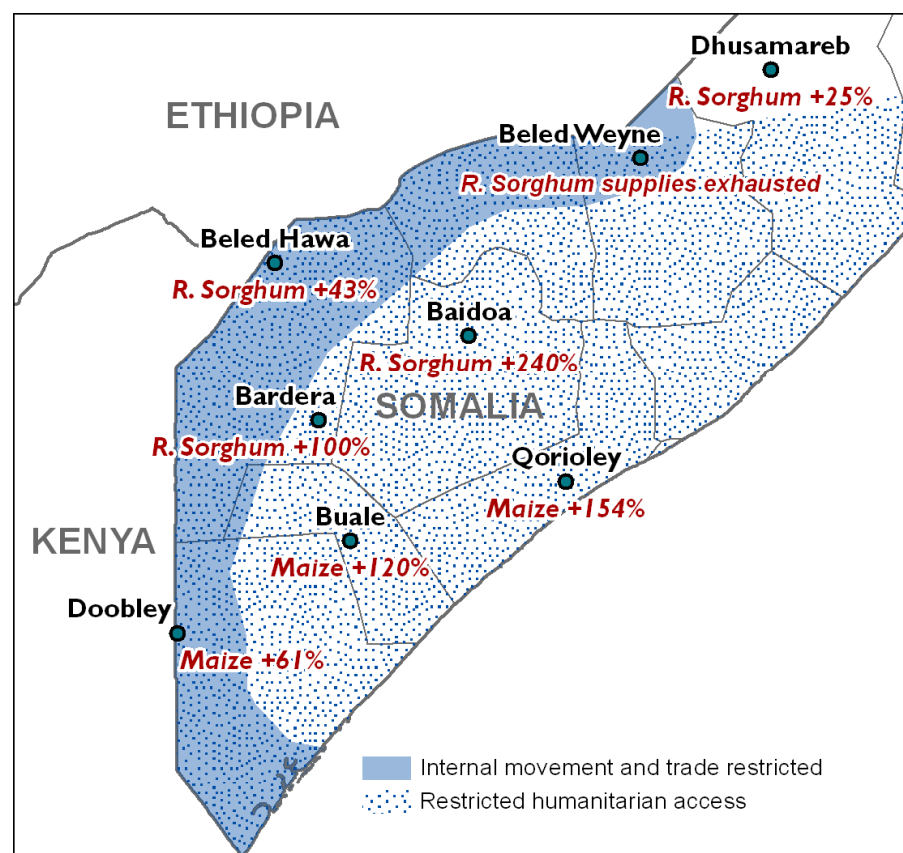 Dhusamareb
R. Sorghum +25%
ETHIOPIA
Beled Weyne
R. Sorghum supplies exhausted
Beled Hawa
R. Sorghum +43%
Baidoa
R. Sorghum +240%
Bardera
SOMALIA
R. Sorghum +100%
Qorioley
Maize +154%
Buale
KENYA
Maize +120%
Doobley
Maize +61%
Internal movement and trade restricted
Restricted humanitarian access